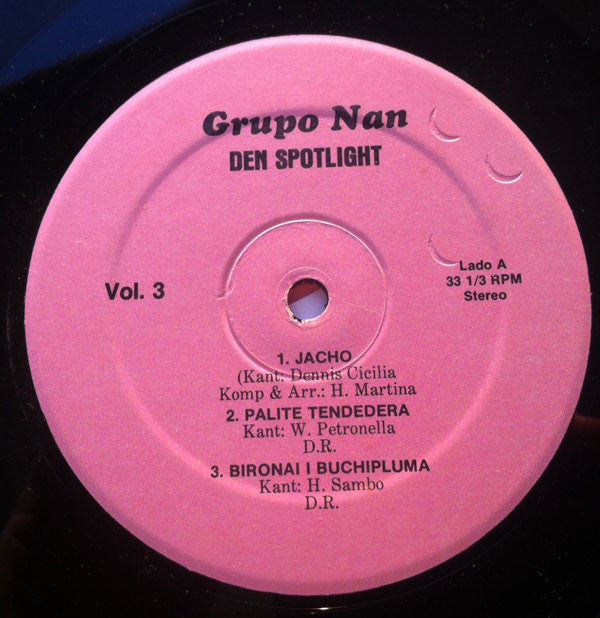 Grupo Nan
DEN SPOTLIGHT
Vol. 3
Lado A
33 1/3 RPM
Stereo
1. JACHO
(Kant: Dennis Cicilia
Komp & Arr.: H. Martina
2. PALITE TENDEDERA
Kant: W. Petronella
D.R.
3. BIRONAI I BUCHIPLUMA
Kant: H. Sambo
D.R.